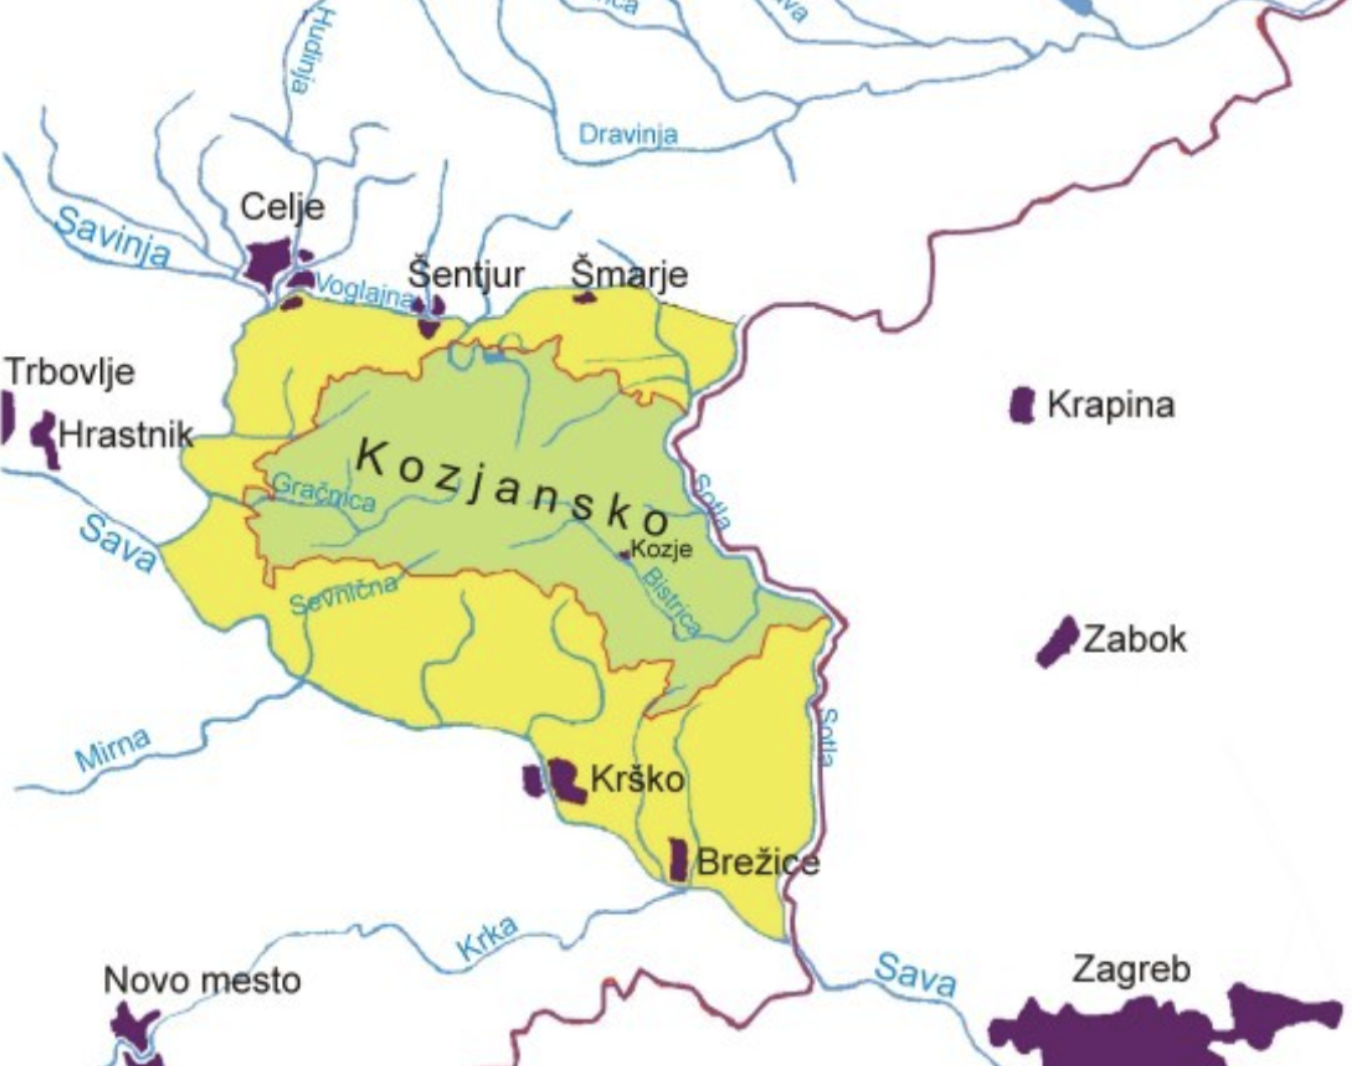 Hudinja
Dravinja
Celje
Savinja
Voglajna
Šentjur
Šmarje
Trbovlje
Hrastnik
Krapina
Kozjansko
Gračnica
Sotla
Sava
Kozje
Bistrica
Sevnična
Zabok
Mirna
Sotla
Krško
Brežice
Krka
Novo mesto
Sava
Zagreb